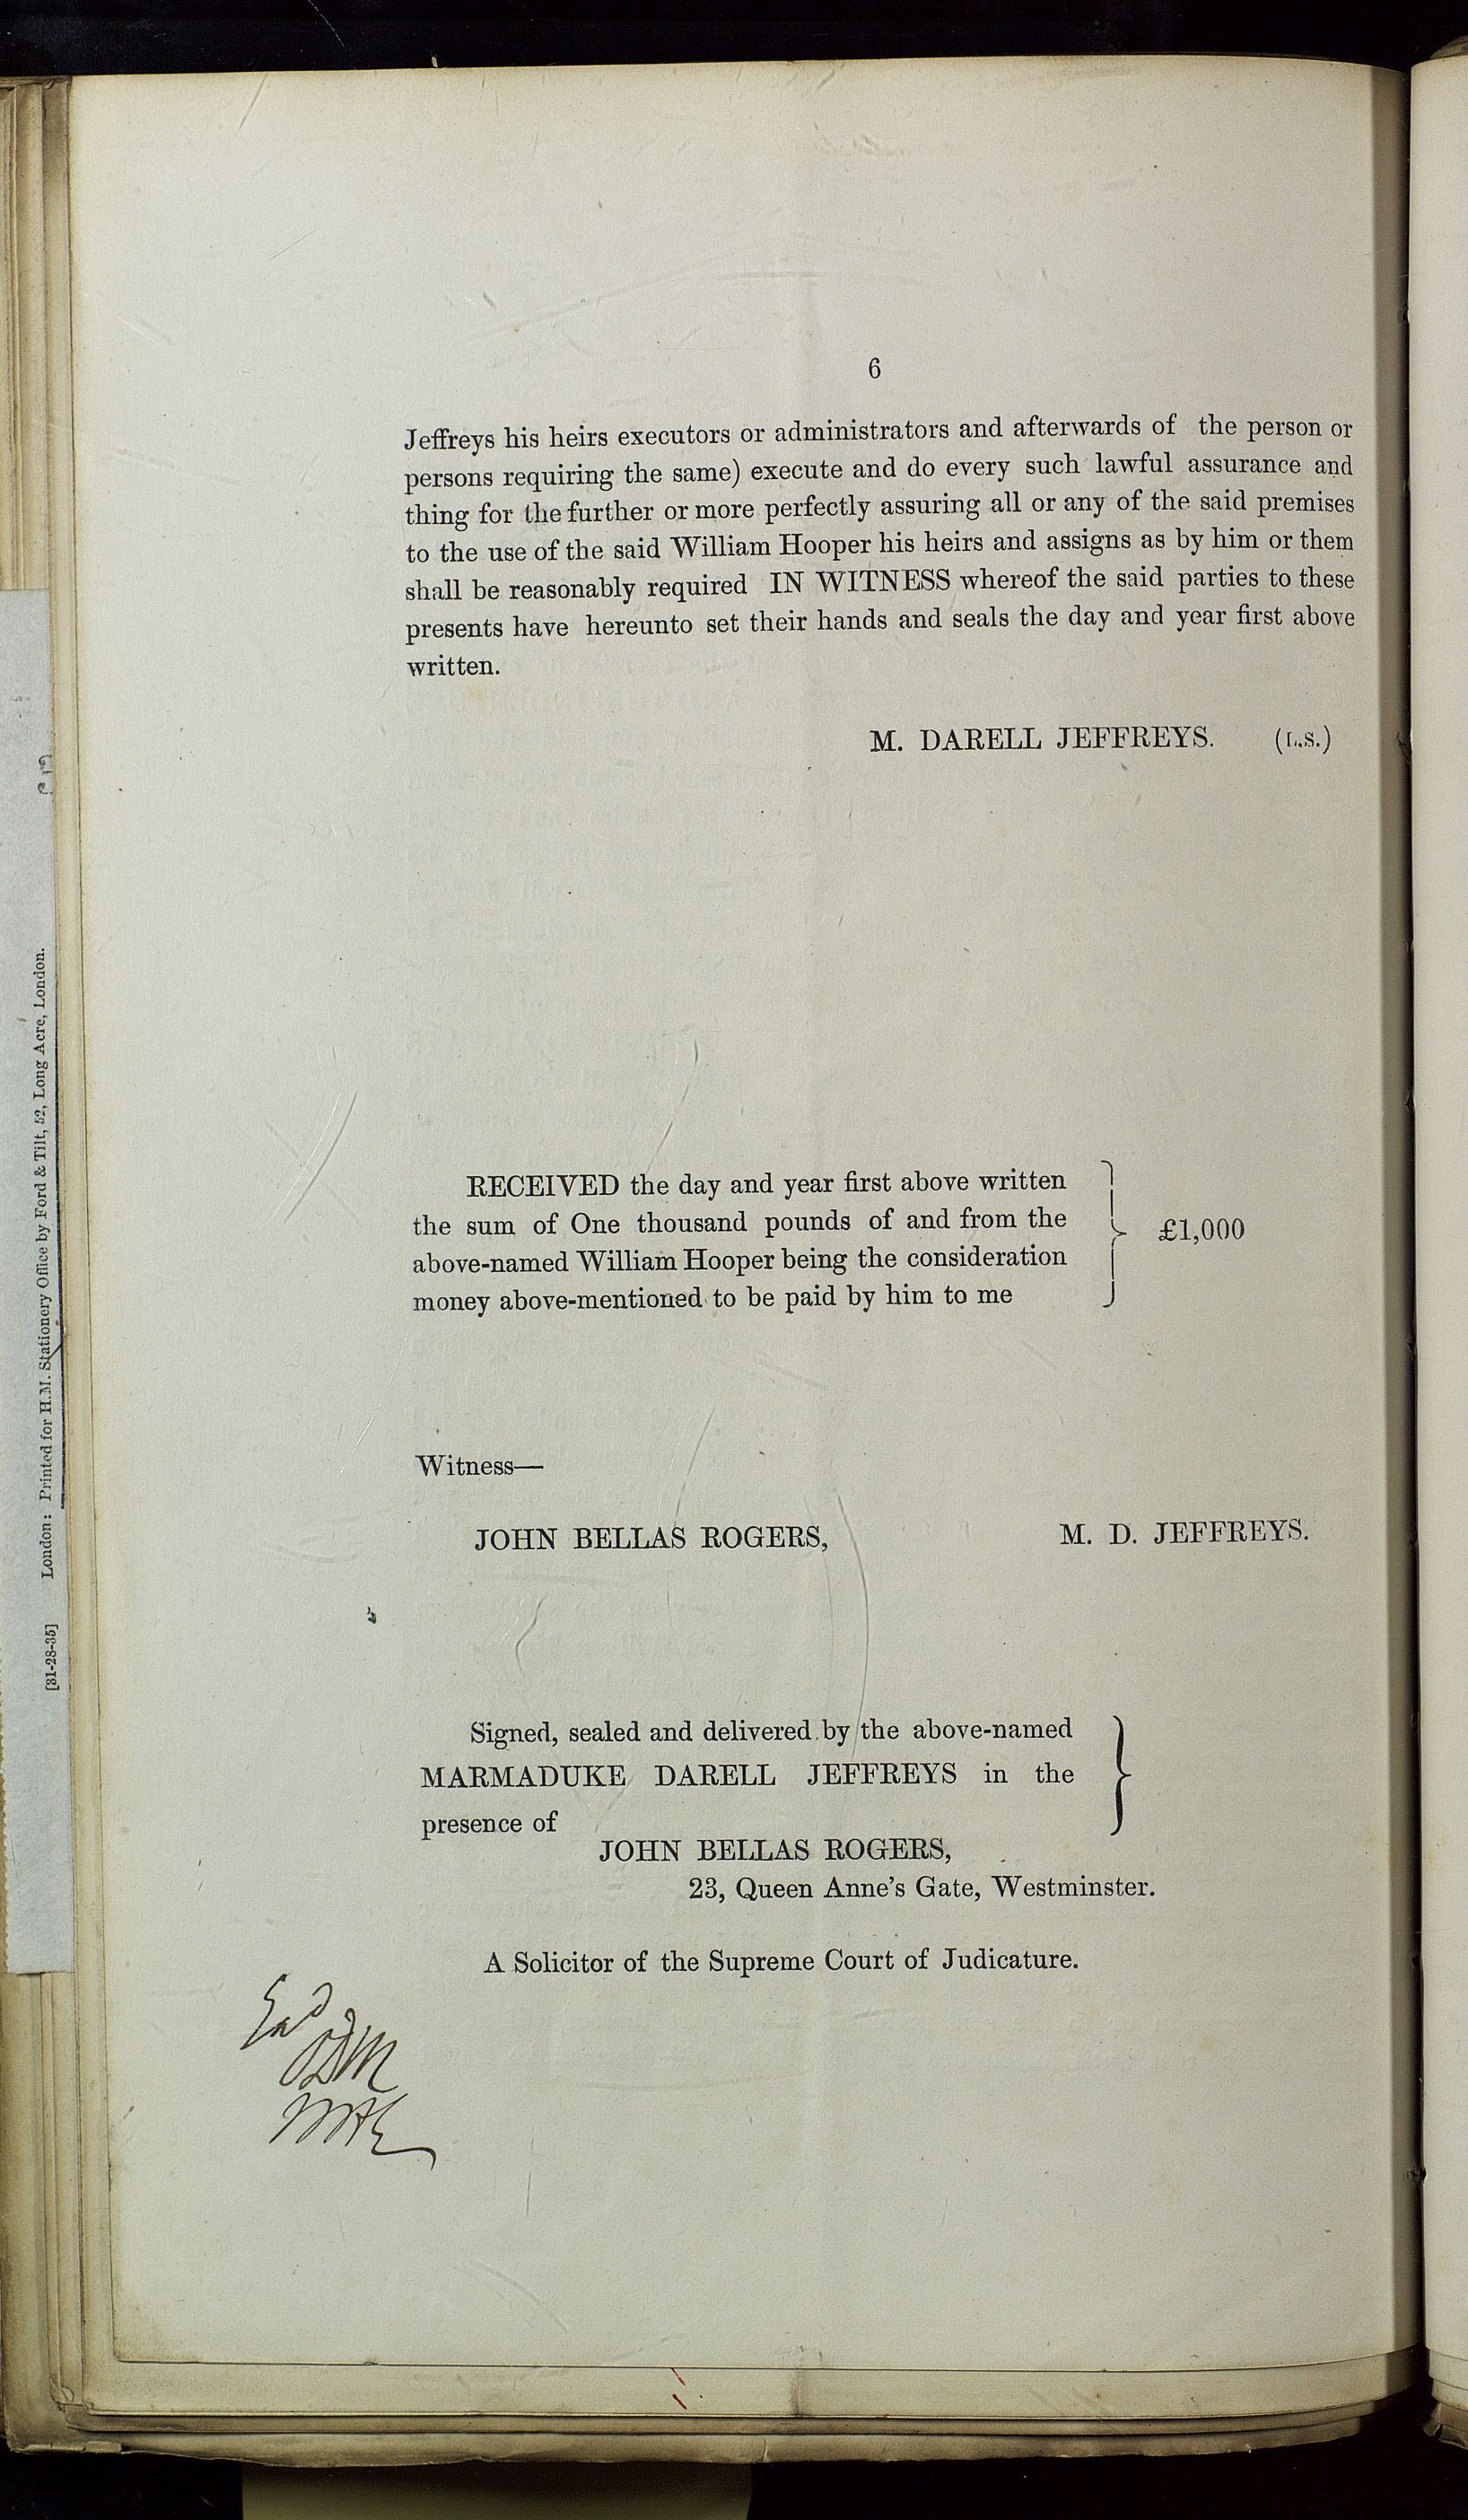 6
Jeffreys his heirs executors or administrators and afterwards of the person or
persons requiring the same) execute and do every such lawful assurance and
thing for the further or more perfectly assuring all or any of the said premises
to the use of the said William Hooper his heirs and assigns as by him or them
shall be reasonably required IN WITNESS whereof the said parties to these
presents have hereunto set their hands and seals the day and year first above
written.
M. DARELL JEFFREYS. (L.S.)
RECEIVED the day and year first above written
the sum of One thousand pounds of and from the
above-named William Hooper being the consideration
money above-mentioned to be paid by him to me
£1,000
Witness—
JOHN BELLAS ROGERS, M. D. JEFFREYS.
Signed, sealed and delivered by the above-named
MARMADUKE DARELL JEFFREYS in the
presence of
JOHN BELLAS ROGERS,
23, Queen Anne's Gate, Westminster.
A Solicitor of the Supreme Court of Judicature.
[31-28-35] London: Printed for H.M. Stationery Office by Ford & Tilt, 52, Long Acre, London.